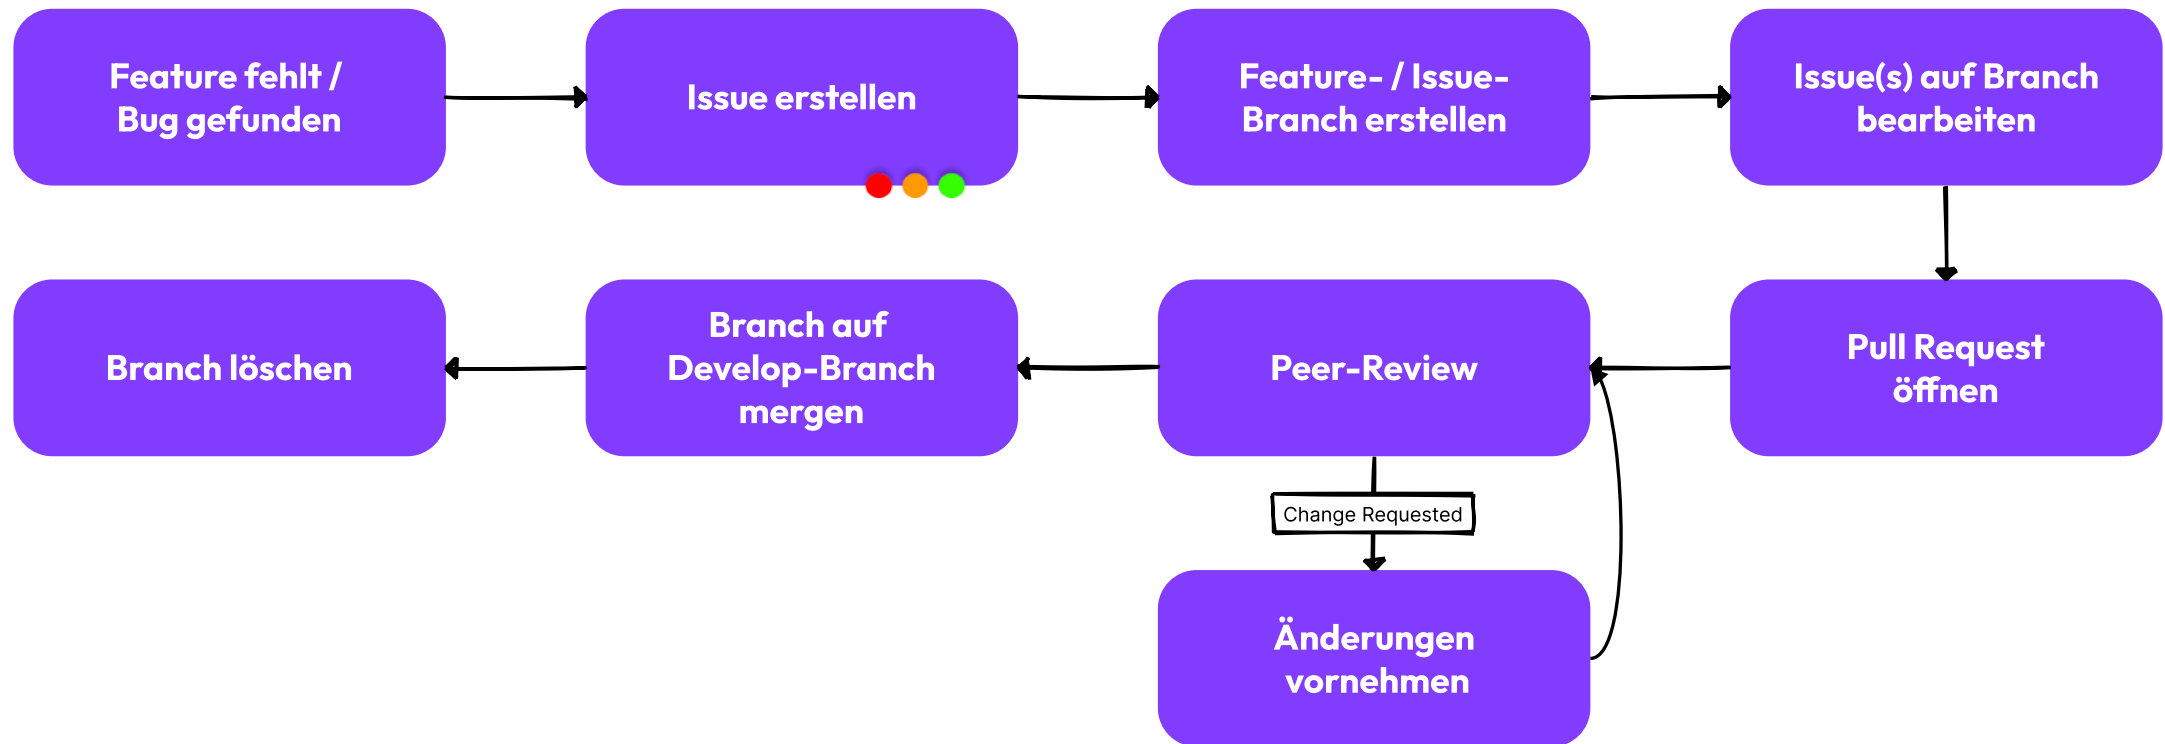 Feature fehlt /
Bug gefunden
Issue erstellen
Feature- / Issue-
Branch erstellen
Issue(s) auf Branch
bearbeiten
Pull Request
öffnen
Peer-Review
Branch auf
Develop-Branch
mergen
Branch löschen
Change Requested
Änderungen
vornehmen